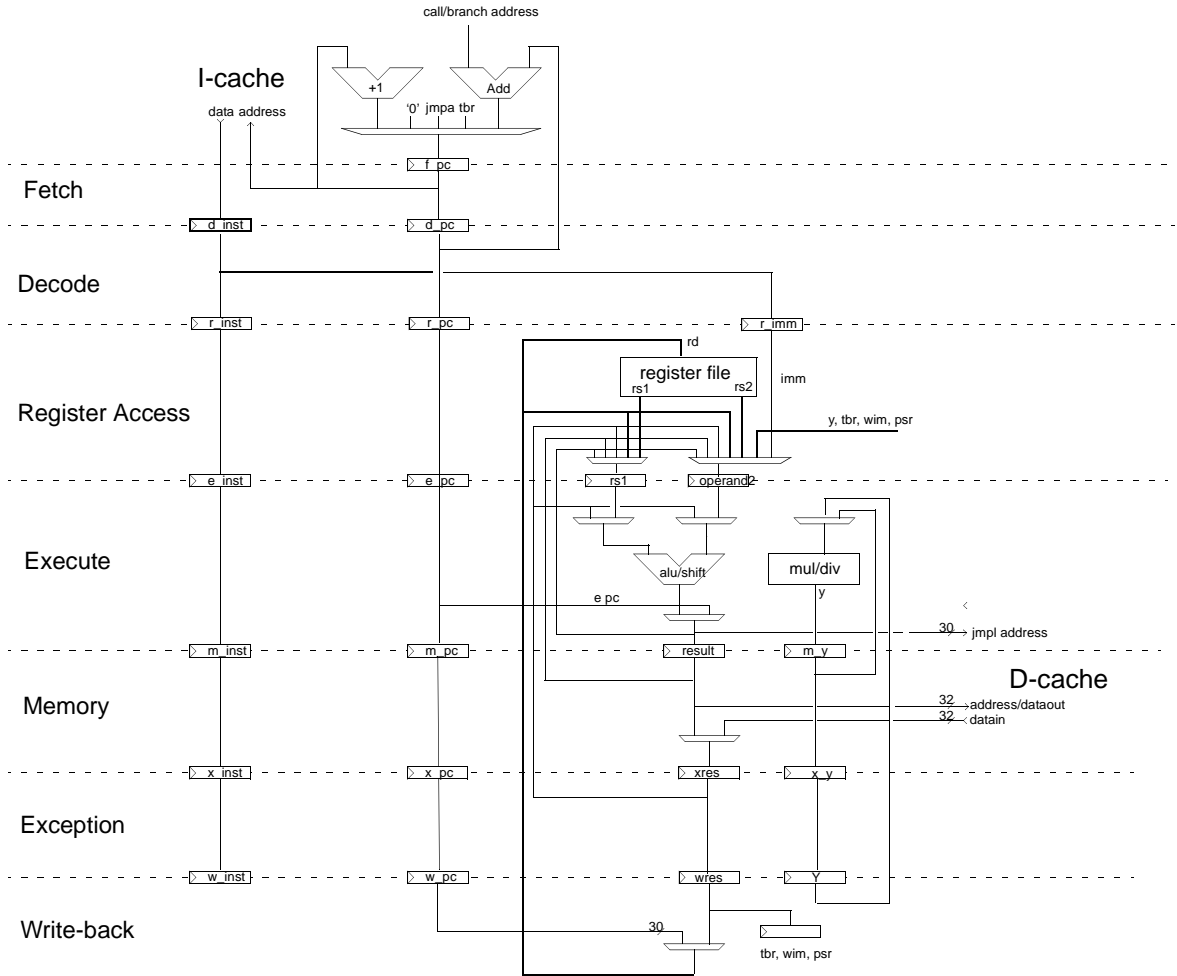 call/branch address
I-cache
+1
Add
data address
'0' jmpa tbr
f_pc
Fetch
d_inst
d_pc
Decode
r_inst
r_pc
r_imm
rd
register file
rs1
rs2
imm
Register Access
y, tbr, wim, psr
e_inst
e_pc
rs1
operand2
Execute
alu/shift
mul/div
y
e pc
30
jmpl address
m_inst
m_pc
result
m_y
D-cache
Memory
32
address/dataout
32
datain
x_inst
x_pc
xres
x_y
Exception
w_inst
w_pc
wres
Y
Write-back
30
tbr, wim, psr